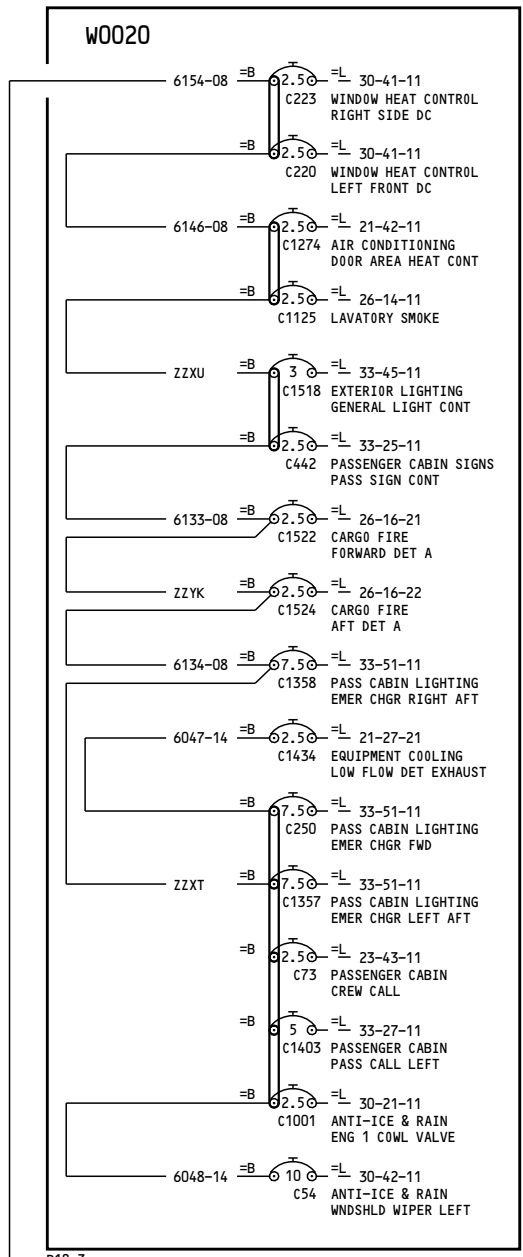 W0020
6154-08 =B 2.5 =L 30-41-11
C223 WINDOW HEAT CONTROL
RIGHT SIDE DC
=B 2.5 =L 30-41-11
C220 WINDOW HEAT CONTROL
LEFT FRONT DC
6146-08 =B 2.5 =L 21-42-11
C1274 AIR CONDITIONING
DOOR AREA HEAT CONT
=B 2.5 =L 26-14-11
C1125 LAVATORY SMOKE
ZZXU =B 3 =L 33-45-11
C1518 EXTERIOR LIGHTING
GENERAL LIGHT CONT
=B 2.5 =L 33-25-11
C442 PASSENGER CABIN SIGNS
PASS SIGN CONT
6133-08 =B 2.5 =L 26-16-21
C1522 CARGO FIRE
FORWARD DET A
ZZYK =B 2.5 =L 26-16-22
C1524 CARGO FIRE
AFT DET A
6134-08 =B 7.5 =L 33-51-11
C1358 PASS CABIN LIGHTING
EMER CHGR RIGHT AFT
6047-14 =B 2.5 =L 21-27-21
C1434 EQUIPMENT COOLING
LOW FLOW DET EXHAUST
=B 7.5 =L 33-51-11
C250 PASS CABIN LIGHTING
EMER CHGR FWD
ZZXT =B 7.5 =L 33-51-11
C1357 PASS CABIN LIGHTING
EMER CHGR LEFT AFT
=B 2.5 =L 23-43-11
C73 PASSENGER CABIN
CREW CALL
=B 5 =L 33-27-11
C1403 PASSENGER CABIN
PASS CALL LEFT
=B 2.5 =L 30-21-11
C1001 ANTI-ICE & RAIN
ENG 1 COWL VALVE
6048-14 =B 10 =L 30-42-11
C54 ANTI-ICE & RAIN
WNDSHLD WIPER LEFT